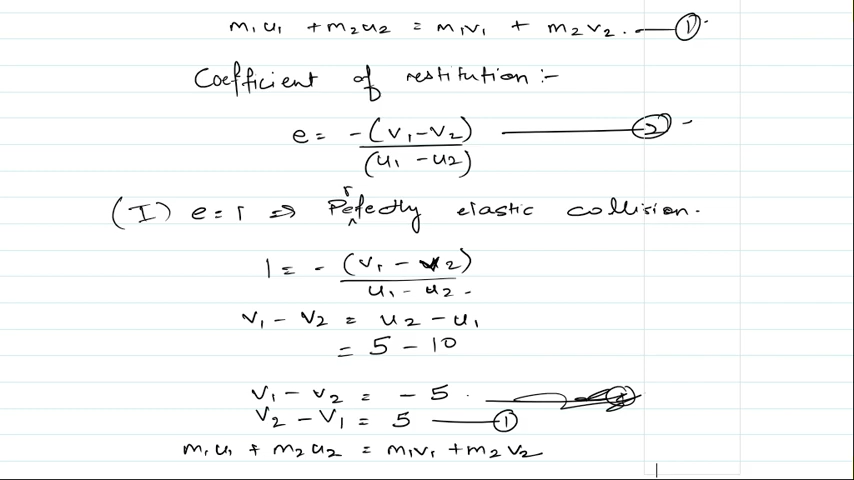 m₁u₁ + m₂u₂ = m₁v₁ + m₂v₂. — ①
Coefficient of restitution :-
e = -(v₁-v₂)/(u₁-u₂) — ②
(I) e=1 ⇒ Perfectly elastic collision.
1 = -(v₁-v₂)/u₁-u₂.
v₁ - v₂ = u₂ - u₁
= 5 - 10
v₁ - v₂ = -5.
v₂ - v₁ = 5 — ①
m₁u₁ + m₂u₂ = m₁v₁ + m₂v₂